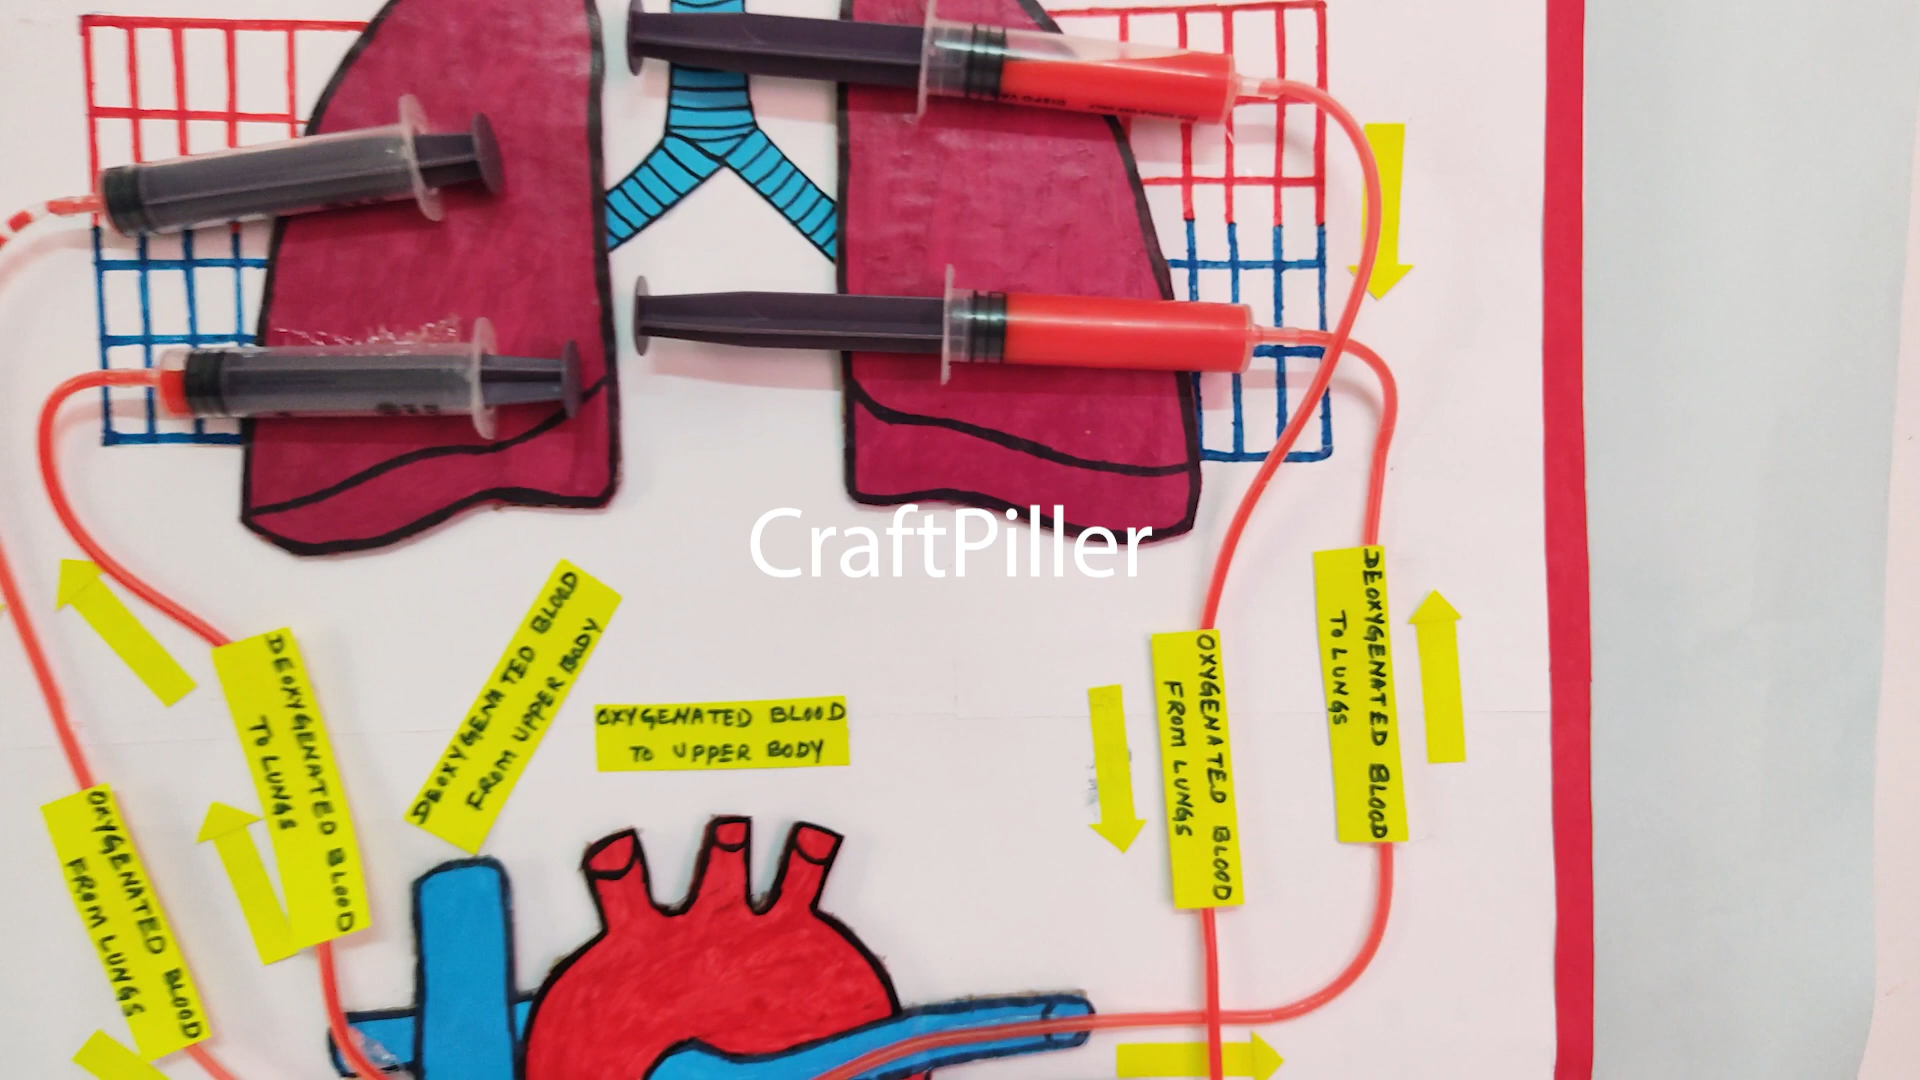 CraftPiller
DEOXYGENATED BLOOD
FROM UPPER BODY
OXYGENATED BLOOD
TO UPPER BODY
DEOXYGENATED BLOOD
TO LUNGS
OXYGENATED BLOOD
FROM LUNGS
OXYGENATED BLOOD
FROM LUNGS
DEOXYGENATED BLOOD
TO LUNGS